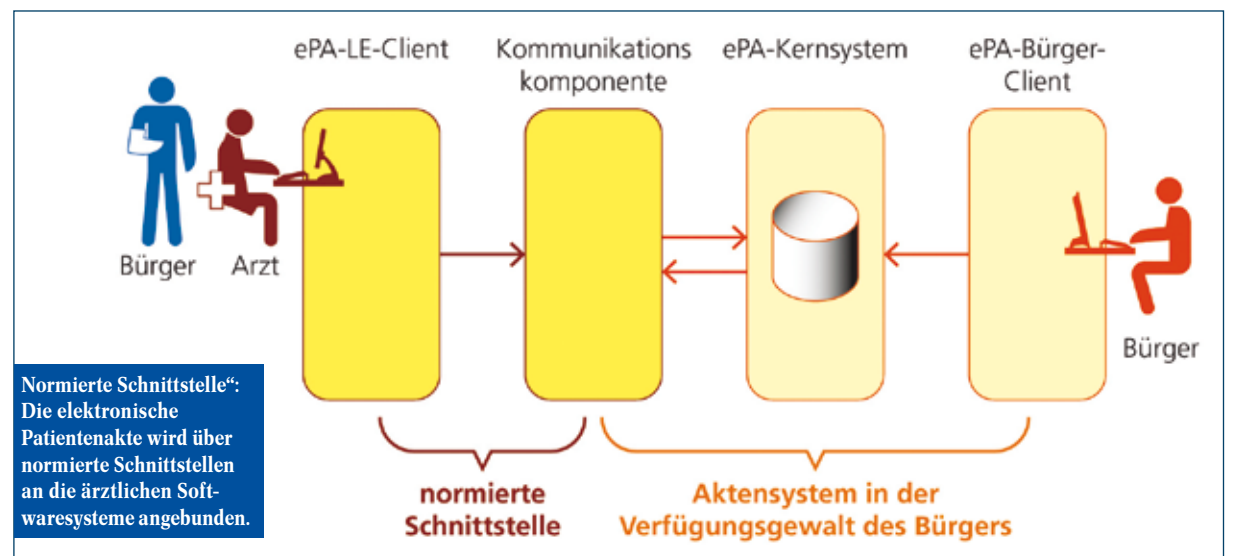 ePA-LE-Client
Kommunikations
komponente
ePA-Kernsystem
ePA-Bürger-
Client
Bürger
Arzt
Bürger
Normierte Schnittstelle“:
Die elektronische
Patientenakte wird über
normierte Schnittstellen
an die ärztlichen Soft-
waresysteme angebunden.
normierte
Schnittstelle
Aktensystem in der
Verfügungsgewalt des Bürgers